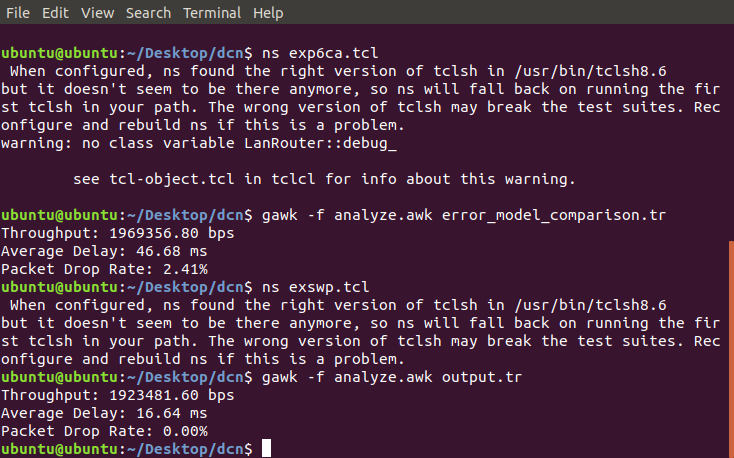 File Edit View Search Terminal Help
ubuntu@ubuntu:~/Desktop/dcn$ ns exp6ca.tcl
 When configured, ns found the right version of tclsh in /usr/bin/tclsh8.6
but it doesn't seem to be there anymore, so ns will fall back on running the fir
st tclsh in your path. The wrong version of tclsh may break the test suites. Rec
onfigure and rebuild ns if this is a problem.
warning: no class variable LanRouter::debug_
        see tcl-object.tcl in tclcl for info about this warning.
ubuntu@ubuntu:~/Desktop/dcn$ gawk -f analyze.awk error_model_comparison.tr
Throughput: 1969356.80 bps
Average Delay: 46.68 ms
Packet Drop Rate: 2.41%
ubuntu@ubuntu:~/Desktop/dcn$ ns exswp.tcl
 When configured, ns found the right version of tclsh in /usr/bin/tclsh8.6
but it doesn't seem to be there anymore, so ns will fall back on running the fir
st tclsh in your path. The wrong version of tclsh may break the test suites. Rec
onfigure and rebuild ns if this is a problem.
ubuntu@ubuntu:~/Desktop/dcn$ gawk -f analyze.awk output.tr
Throughput: 1923481.60 bps
Average Delay: 16.64 ms
Packet Drop Rate: 0.00%
ubuntu@ubuntu:~/Desktop/dcn$